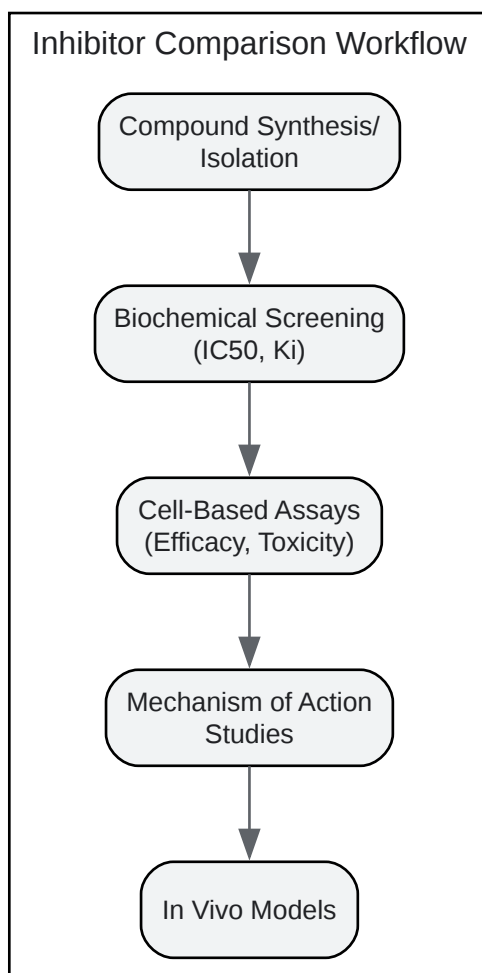 Inhibitor Comparison Workflow
Compound Synthesis/
Isolation
Biochemical Screening
(IC50, Ki)
Cell-Based Assays
(Efficacy, Toxicity)
Mechanism of Action
Studies
In Vivo Models